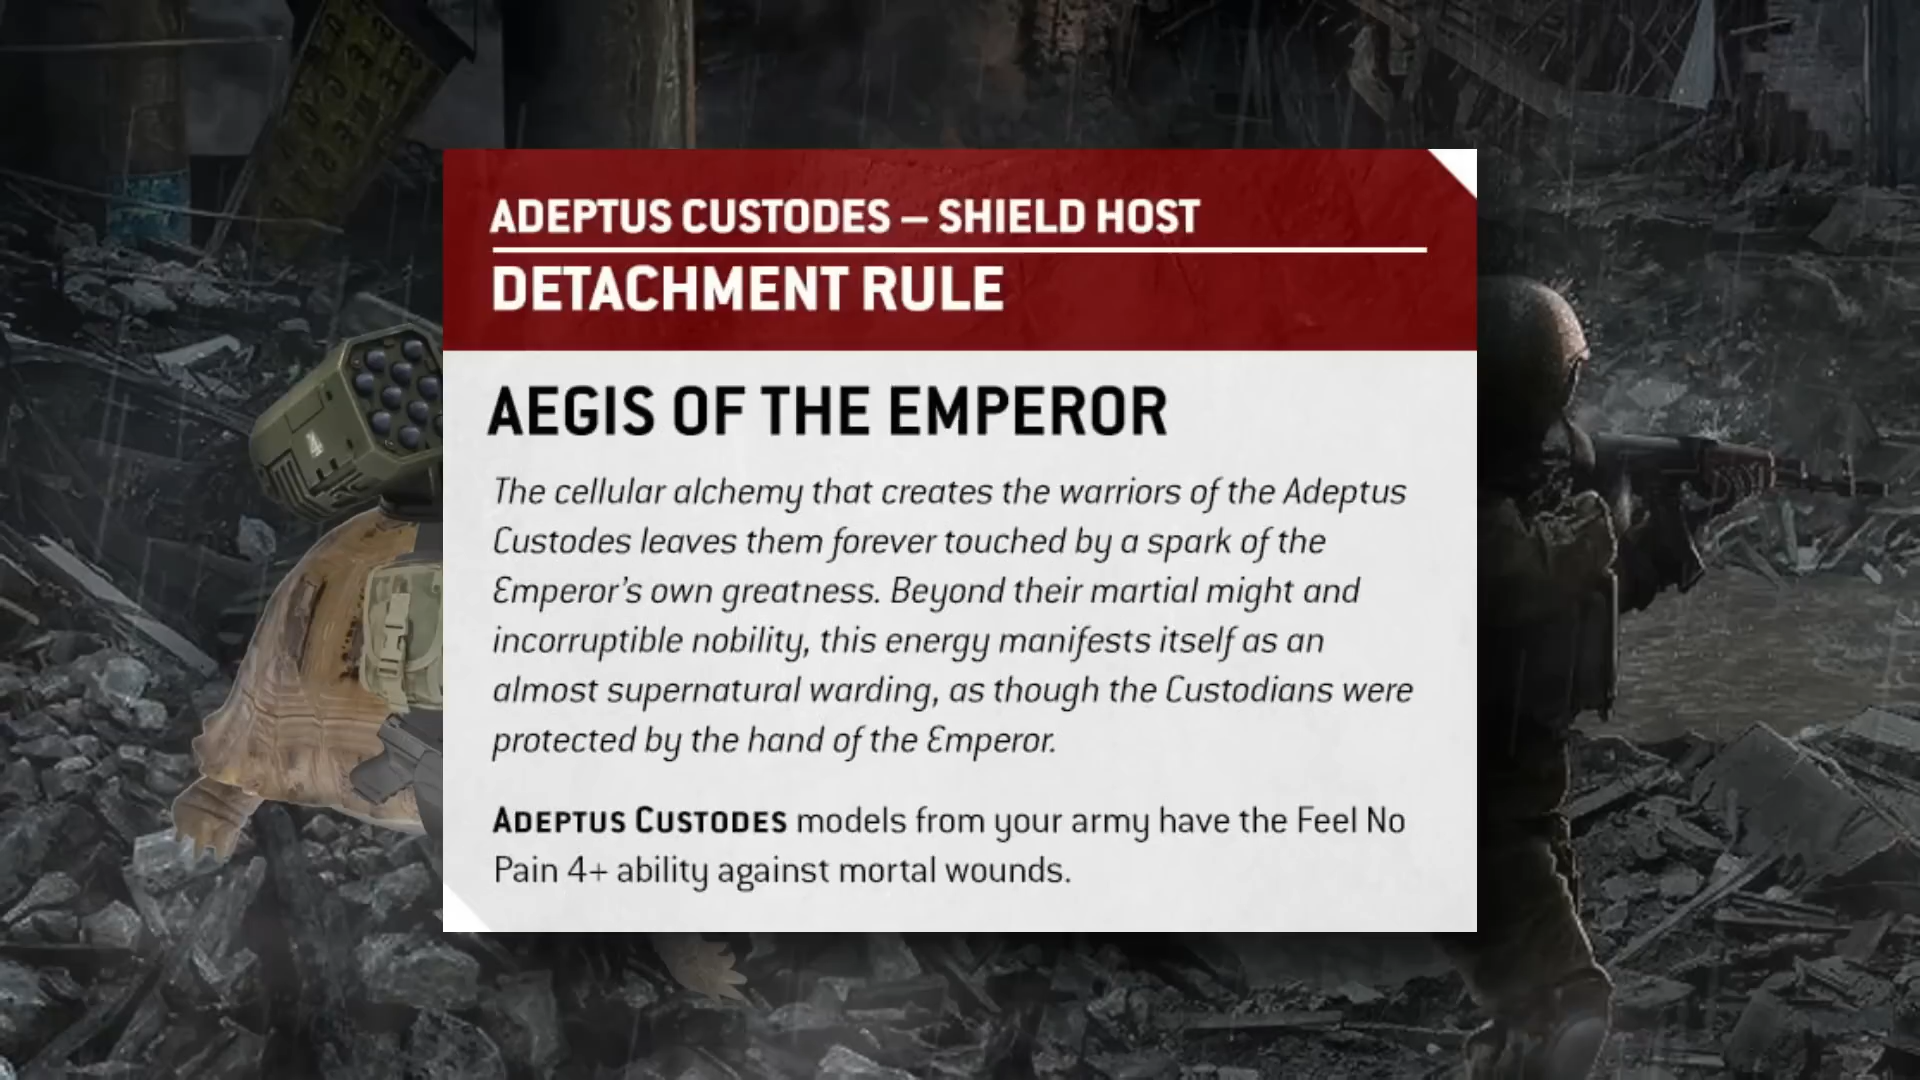 ADEPTUS CUSTODES – SHIELD HOST
DETACHMENT RULE
AEGIS OF THE EMPEROR
The cellular alchemy that creates the warriors of the Adeptus
Custodes leaves them forever touched by a spark of the
Emperor’s own greatness. Beyond their martial might and
incorruptible nobility, this energy manifests itself as an
almost supernatural warding, as though the Custodians were
protected by the hand of the Emperor.
ADEPTUS CUSTODES models from your army have the Feel No
Pain 4+ ability against mortal wounds.